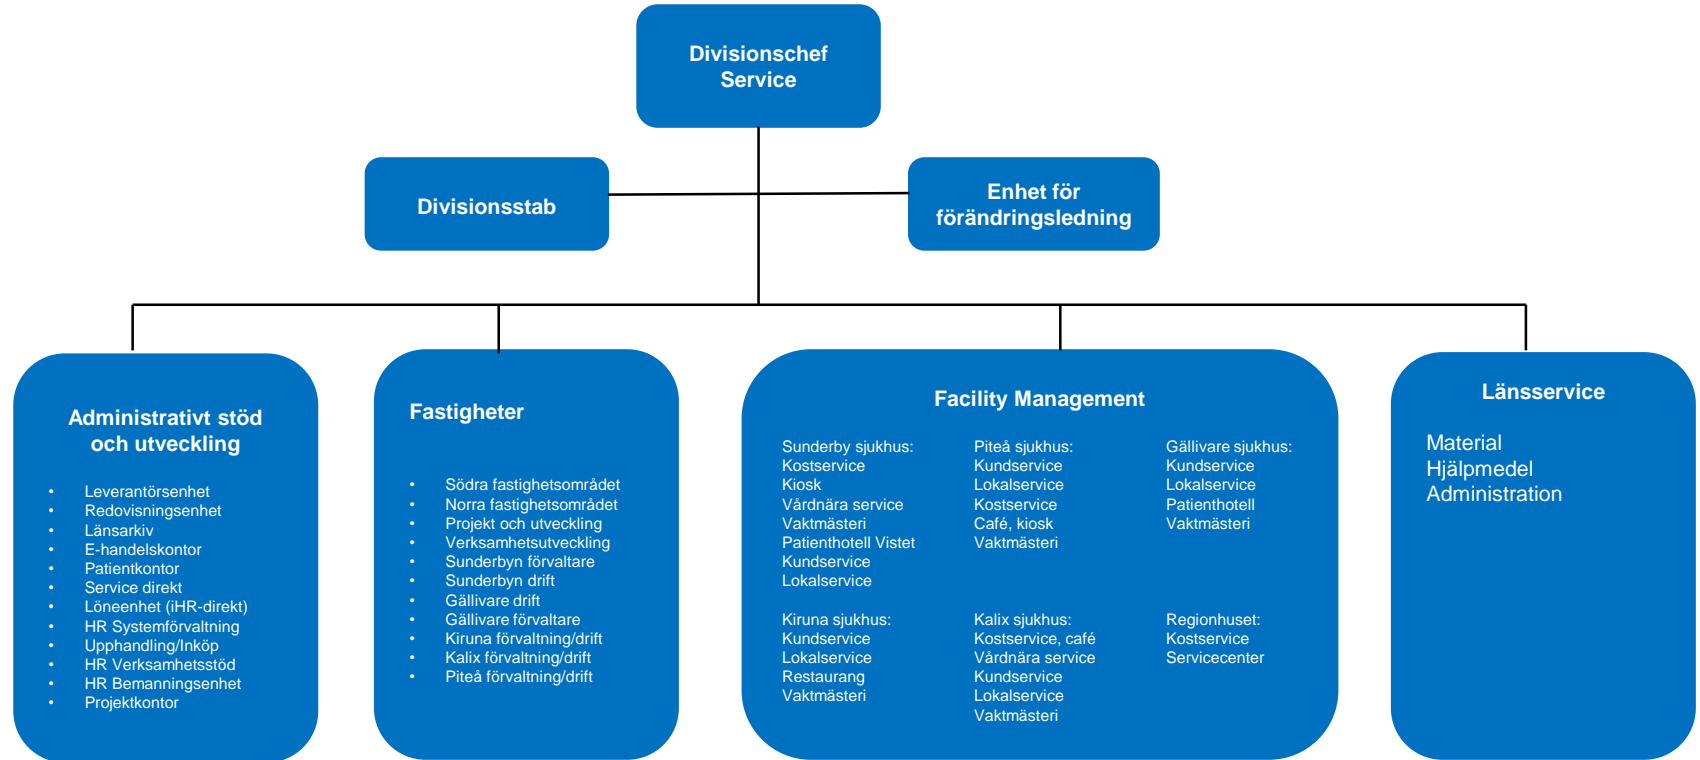 Divisionschef
Service
Divisionsstab
Enhet för
förändringsledning
Administrativt stöd
och utveckling
• Leverantörsenhet
• Redovisningsenhet
• Länsarkiv
• E-handelskontor
• Patientkontor
• Service direkt
• Löneenhet (iHR-direkt)
• HR Systemförvaltning
• Upphandling/Inköp
• HR Verksamhetsstöd
• HR Bemanningsenhet
• Projektkontor
Fastigheter
• Södra fastighetsområdet
• Norra fastighetsområdet
• Projekt och utveckling
• Verksamhetsutveckling
• Sunderbyn förvaltare
• Sunderbyn drift
• Gällivare drift
• Gällivare förvaltare
• Kiruna förvaltning/drift
• Kalix förvaltning/drift
• Piteå förvaltning/drift
Facility Management
Sunderby sjukhus:
Kostservice
Kiosk
Vårdnära service
Vaktmästeri
Patienthotell Vistet
Kundservice
Lokalservice
Piteå sjukhus:
Kundservice
Lokalservice
Kostservice
Café, kiosk
Vaktmästeri
Gällivare sjukhus:
Kundservice
Lokalservice
Patienthotell
Vaktmästeri
Kiruna sjukhus:
Kundservice
Lokalservice
Restaurang
Vaktmästeri
Kalix sjukhus:
Kostservice, café
Vårdnära service
Kundservice
Lokalservice
Vaktmästeri
Regionhuset:
Kostservice
Servicecenter
Länsservice
Material
Hjälpmedel
Administration